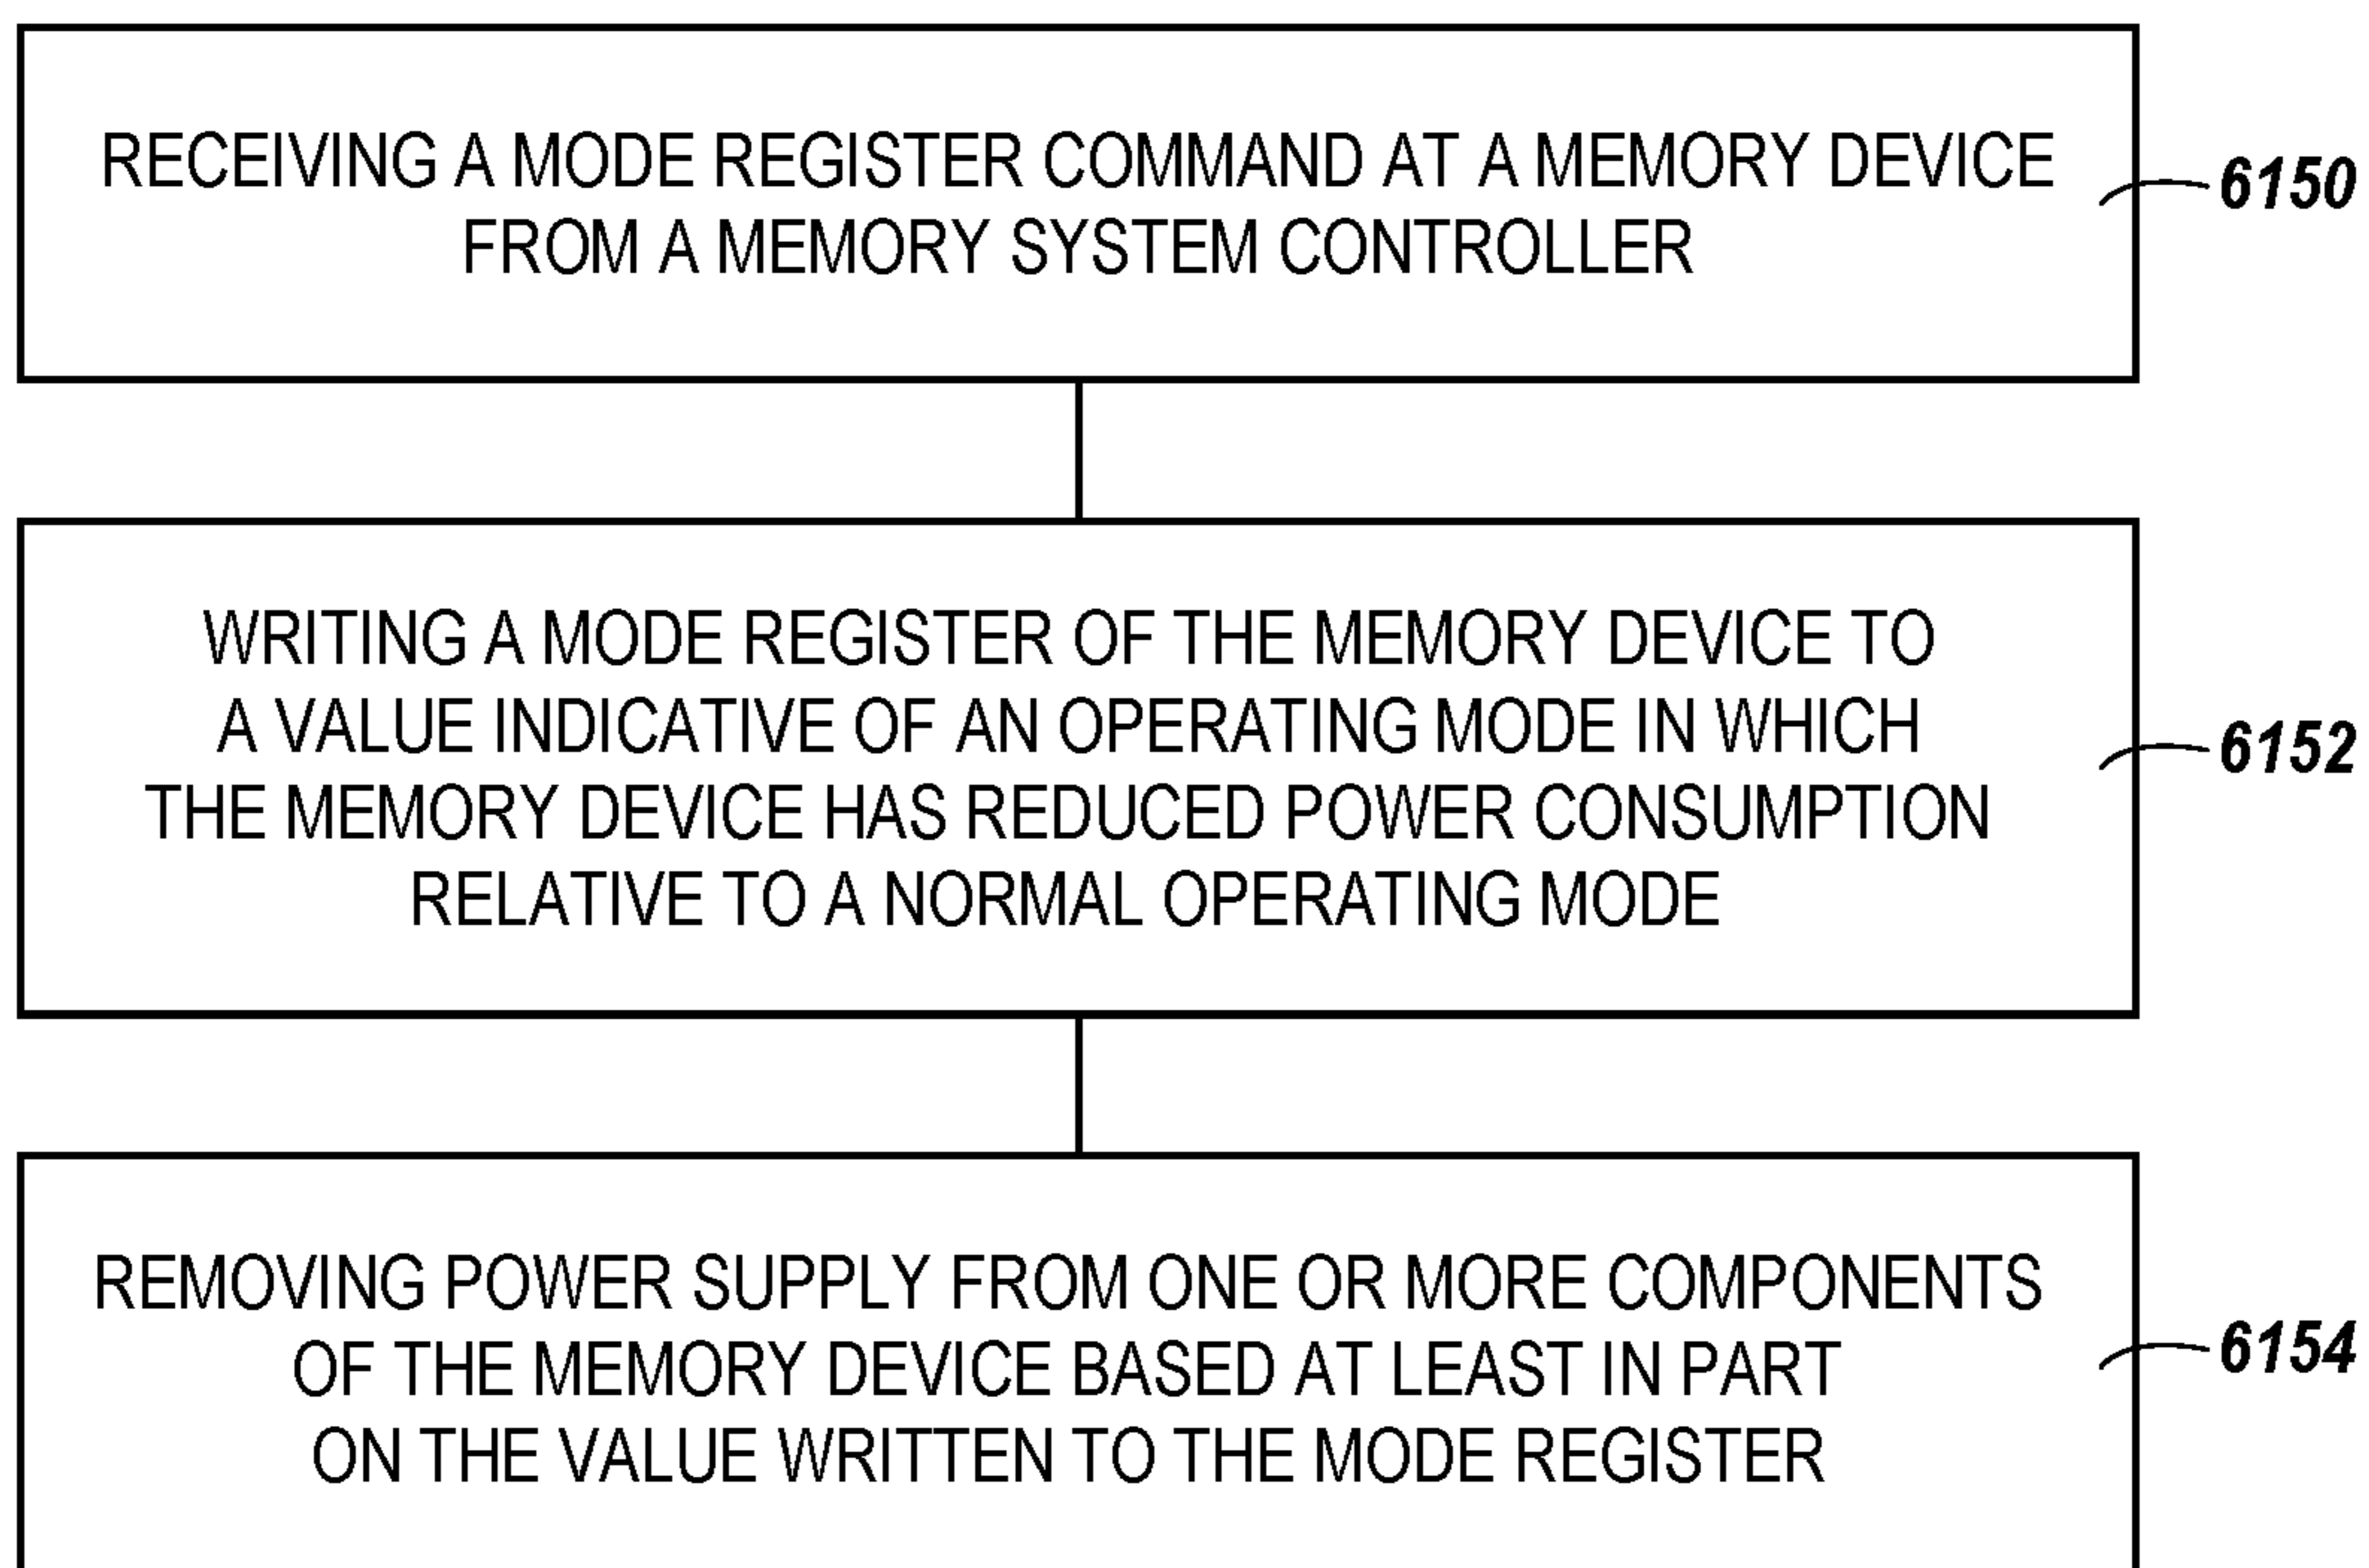 RECEIVING A MODE REGISTER COMMAND AT A MEMORY DEVICE
FROM A MEMORY SYSTEM CONTROLLER
6150
WRITING A MODE REGISTER OF THE MEMORY DEVICE TO
A VALUE INDICATIVE OF AN OPERATING MODE IN WHICH
THE MEMORY DEVICE HAS REDUCED POWER CONSUMPTION
RELATIVE TO A NORMAL OPERATING MODE
6152
REMOVING POWER SUPPLY FROM ONE OR MORE COMPONENTS
OF THE MEMORY DEVICE BASED AT LEAST IN PART
ON THE VALUE WRITTEN TO THE MODE REGISTER
6154